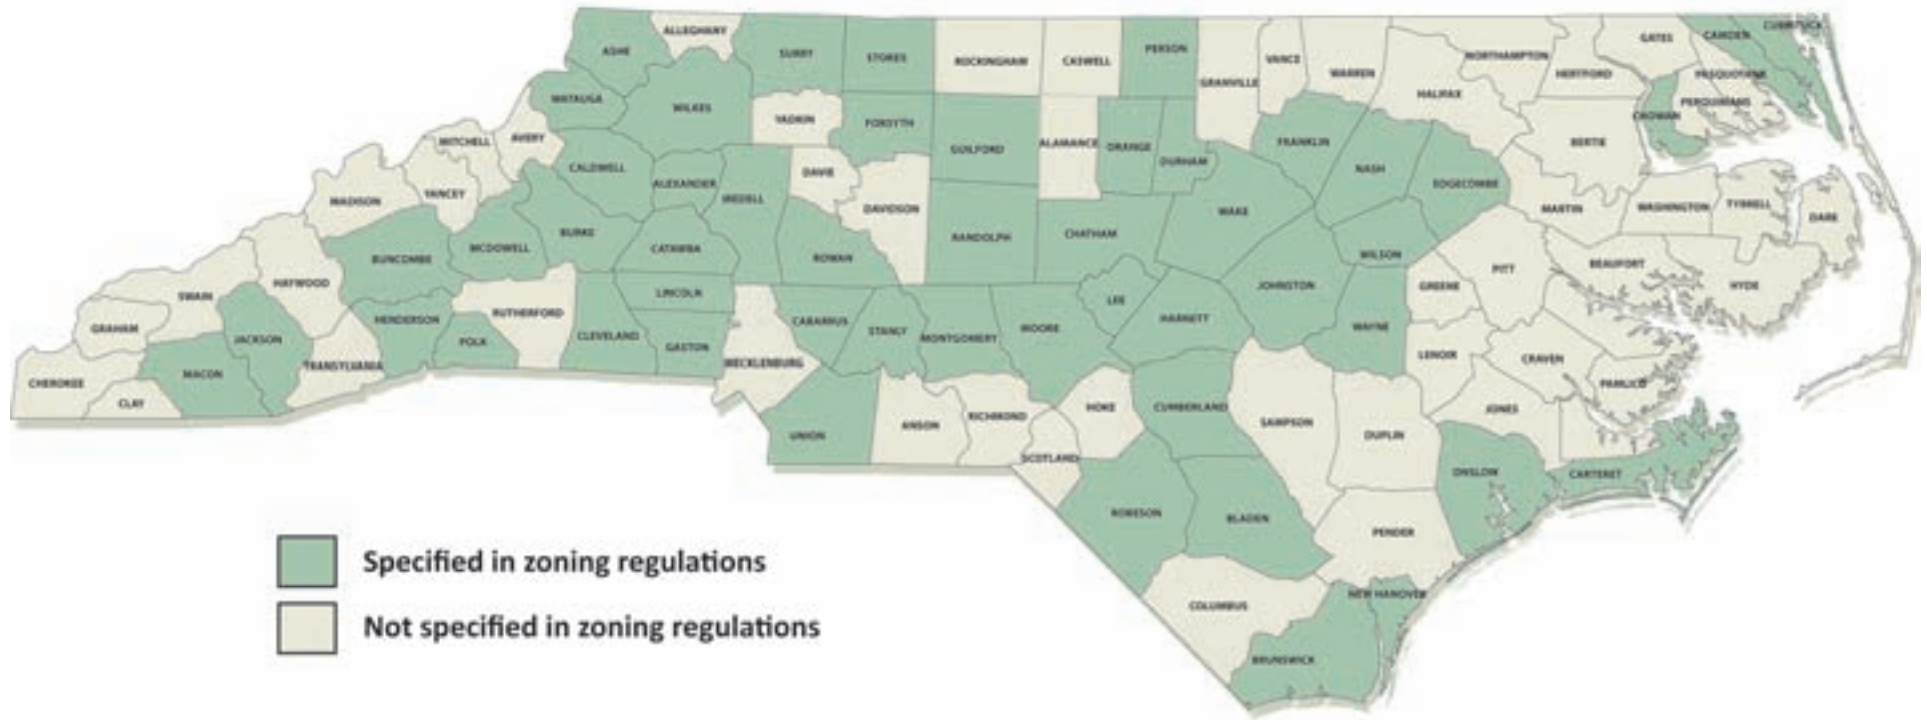 ALLEGHANY
ASHE
SURRY
STOKES
ROCKINGHAM
CASWELL
PERSON
GRANVILLE
VANCE
WARREN
NORTHAMPTON
GATES
CAMDEN
CURRITUCK
HERTFORD
PASQUOTANK
HALIFAX
PERQUIMANS
CHOWAN
WATAUGA
WILKES
YADKIN
FORSYTH
MITCHELL
AVERY
GUILFORD
ALAMANCE
ORANGE
DURHAM
FRANKLIN
NASH
EDGECOMBE
BERTIE
CALDWELL
ALEXANDER
IREDELL
DAVIE
DAVIDSON
MADISON
YANCEY
WAKE
MARTIN
WASHINGTON
TYRRELL
DARE
BURKE
MCDOWELL
BUNCOMBE
CATAWBA
ROWAN
RANDOLPH
CHATHAM
WILSON
PITT
BEAUFORT
HYDE
SWAIN
HAYWOOD
LINCOLN
LEE
JOHNSTON
GREENE
GRAHAM
JACKSON
HENDERSON
RUTHERFORD
POLK
CLEVELAND
GASTON
CABARRUS
STANLY
MONTGOMERY
MOORE
HARNETT
WAYNE
LENOIR
CRAVEN
PAMLICO
CHEROKEE
MACON
TRANSYLVANIA
MECKLENBURG
CLAY
UNION
ANSON
RICHMOND
HOKE
CUMBERLAND
SAMPSON
DUPLIN
JONES
SCOTLAND
ONSLOW
CARTERET
ROBESON
BLADEN
PENDER
COLUMBUS
NEW HANOVER
BRUNSWICK
Specified in zoning regulations
Not specified in zoning regulations